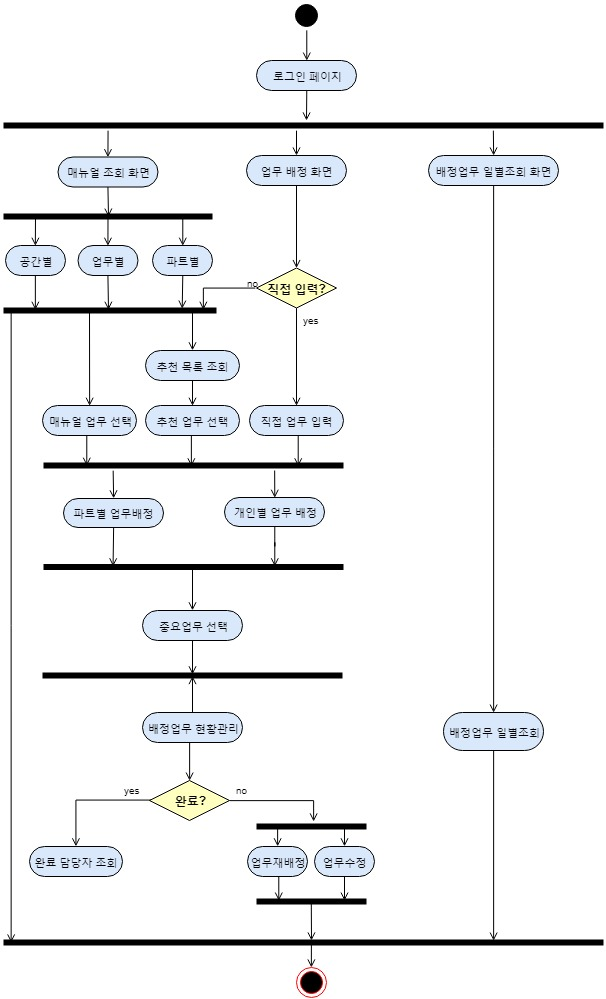 로그인 페이지
매뉴얼 조회 화면
업무 배정 화면
배정업무 일별조회 화면
공간별
업무별
파트별
no
직접 입력?
yes
추천 목록 조회
매뉴얼 업무 선택
추천 업무 선택
직접 업무 입력
파트별 업무배정
개인별 업무 배정
중요업무 선택
배정업무 현황관리
배정업무 일별조회
yes
완료?
no
완료 담당자 조회
업무재배정
업무수정